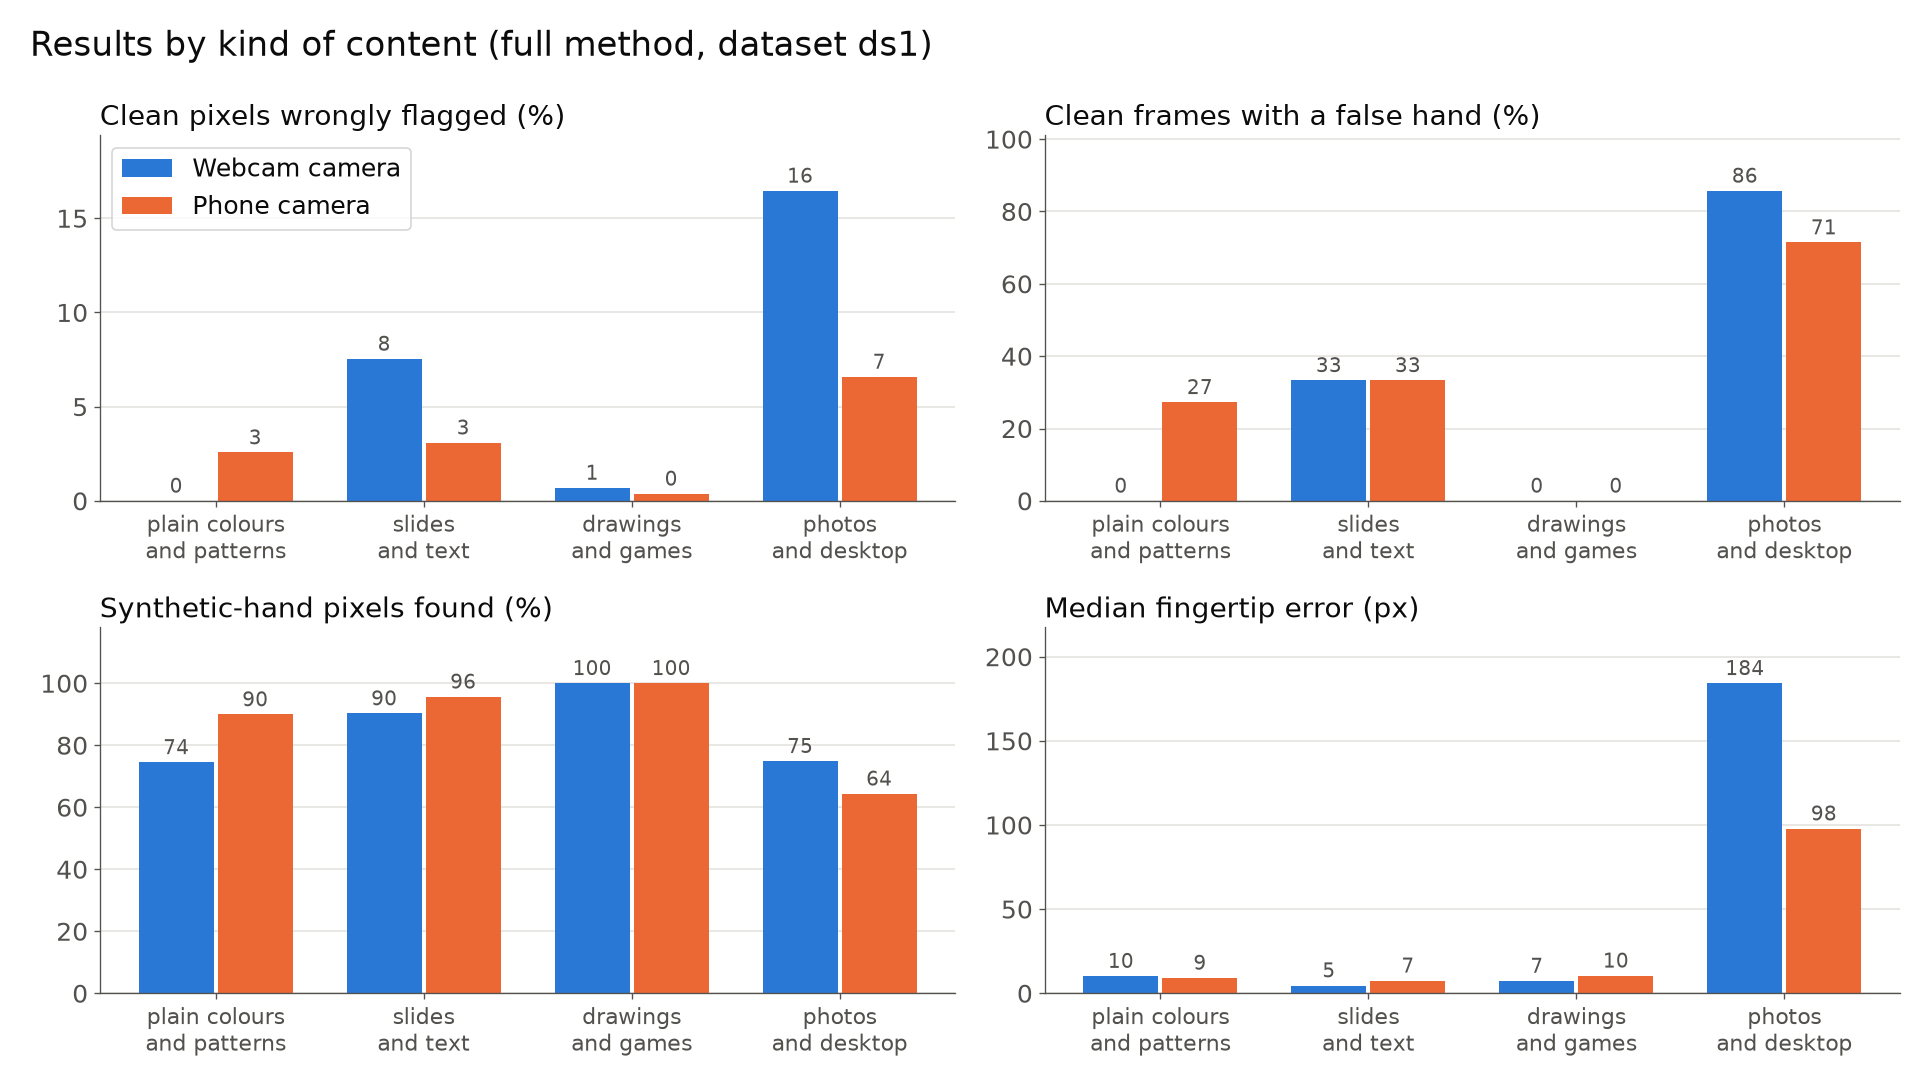 Results by kind of content (full method, dataset ds1)
Clean pixels wrongly flagged (%)
Webcam camera
Phone camera
15
10
5
0
0
3
8
3
1
0
16
7
plain colours
and patterns
slides
and text
drawings
and games
photos
and desktop
Clean frames with a false hand (%)
100
80
60
40
20
0
0
27
33
33
0
0
86
71
plain colours
and patterns
slides
and text
drawings
and games
photos
and desktop
Synthetic-hand pixels found (%)
100
80
60
40
20
0
74
90
90
96
100
100
75
64
plain colours
and patterns
slides
and text
drawings
and games
photos
and desktop
Median fingertip error (px)
200
150
100
50
0
10
9
5
7
7
10
184
98
plain colours
and patterns
slides
and text
drawings
and games
photos
and desktop